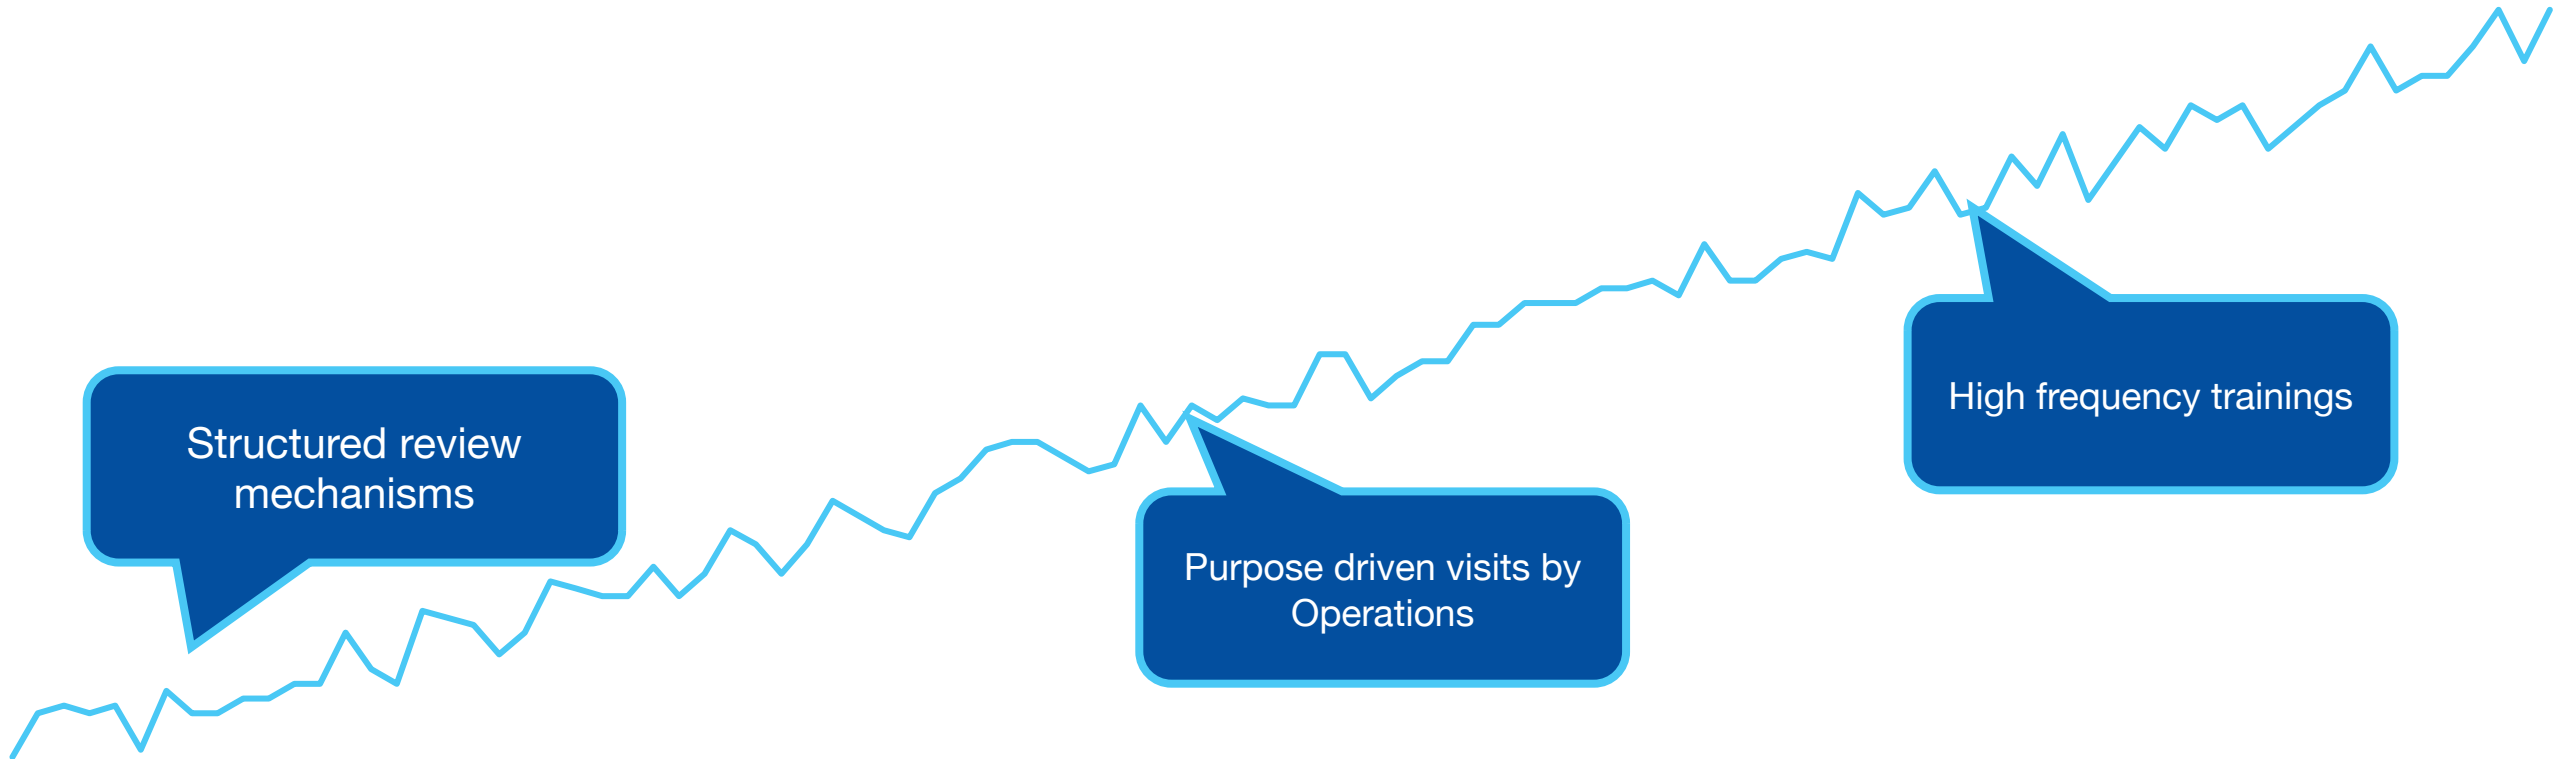 Structured review
mechanisms
Purpose driven visits by
Operations
High frequency trainings